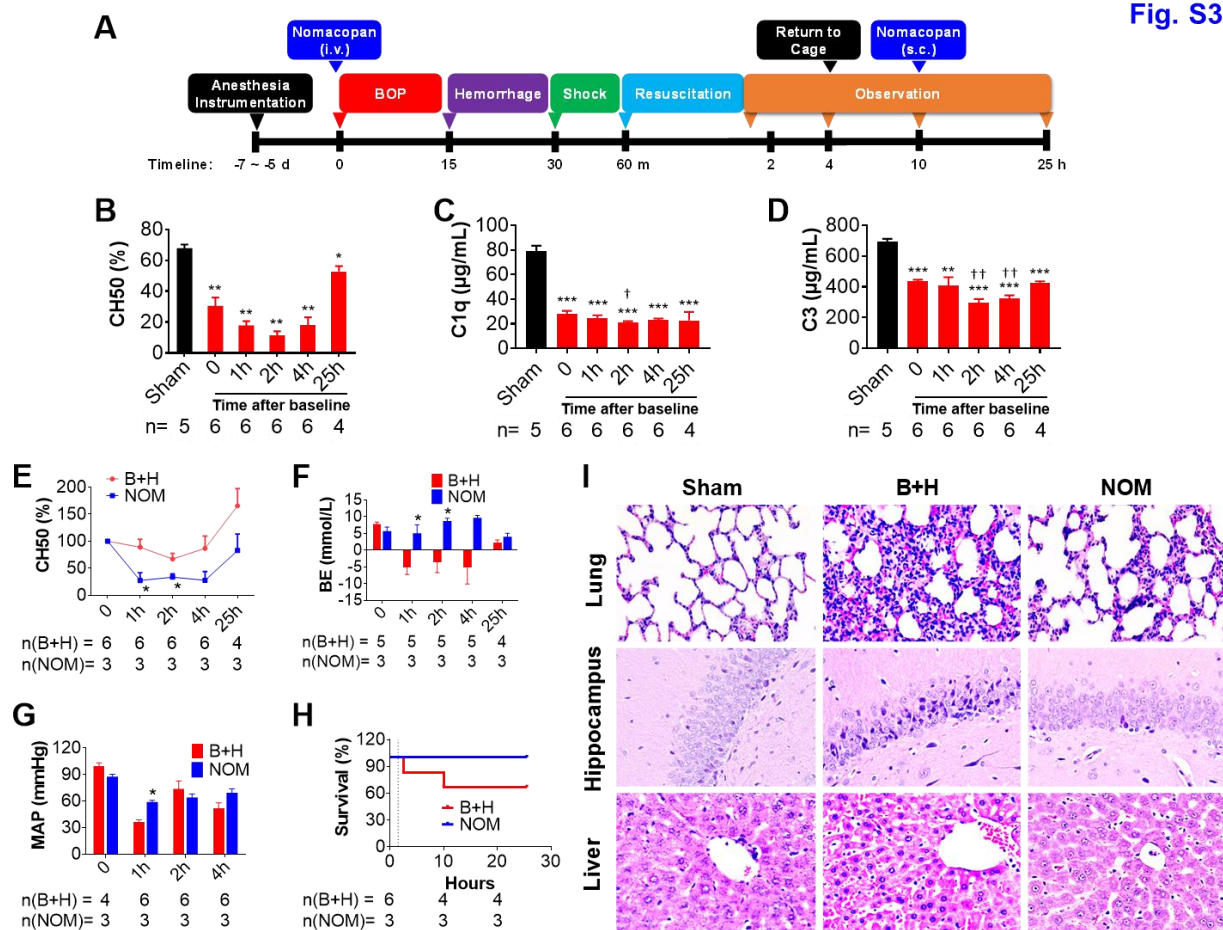 Fig. S3
A
Nomacopan
(i.v.)
Return to
Cage
Nomacopan
(s.c.)
Anesthesia
Instrumentation
BOP
Hemorrhage
Shock
Resuscitation
Observation
Timeline: -7 ~ -5 d 0 15 30 60 m 2 4 10 25 h
B
CH50 (%)
80
60
40
20
0
** ** ** ** *
Sham 0 1h 2h 4h 25h
Time after baseline
n= 5 6 6 6 6 4
C
C1q (µg/mL)
100
80
60
40
20
0
†
*** *** *** *** ***
Sham 0 1h 2h 4h 25h
Time after baseline
n= 5 6 6 6 6 4
D
C3 (µg/mL)
800
600
400
200
0
†† ††
*** ** *** *** ***
Sham 0 1h 2h 4h 25h
Time after baseline
n= 5 6 6 6 6 4
E
B+H
NOM
CH50 (%)
200
150
100
50
0
* *
0 1h 2h 4h 25h
n(B+H) = 6 6 6 6 4
n(NOM)= 3 3 3 3 3
F
B+H
NOM
BE (mmol/L)
15
10
5
0
-5
-10
-15
* *
0 1h 2h 4h 25h
n(B+H) = 5 5 5 5 4
n(NOM)= 3 3 3 3 3
G
B+H
NOM
MAP (mmHg)
120
90
60
30
0
*
0 1h 2h 4h
n(B+H) = 4 6 6 6
n(NOM)= 3 3 3 3
H
Survival (%)
120
90
60
30
0
B+H
NOM
0 10 20 30
Hours
n(B+H) = 6 4 4
n(NOM)= 3 3 3
I
Sham B+H NOM
Lung
Hippocampus
Liver